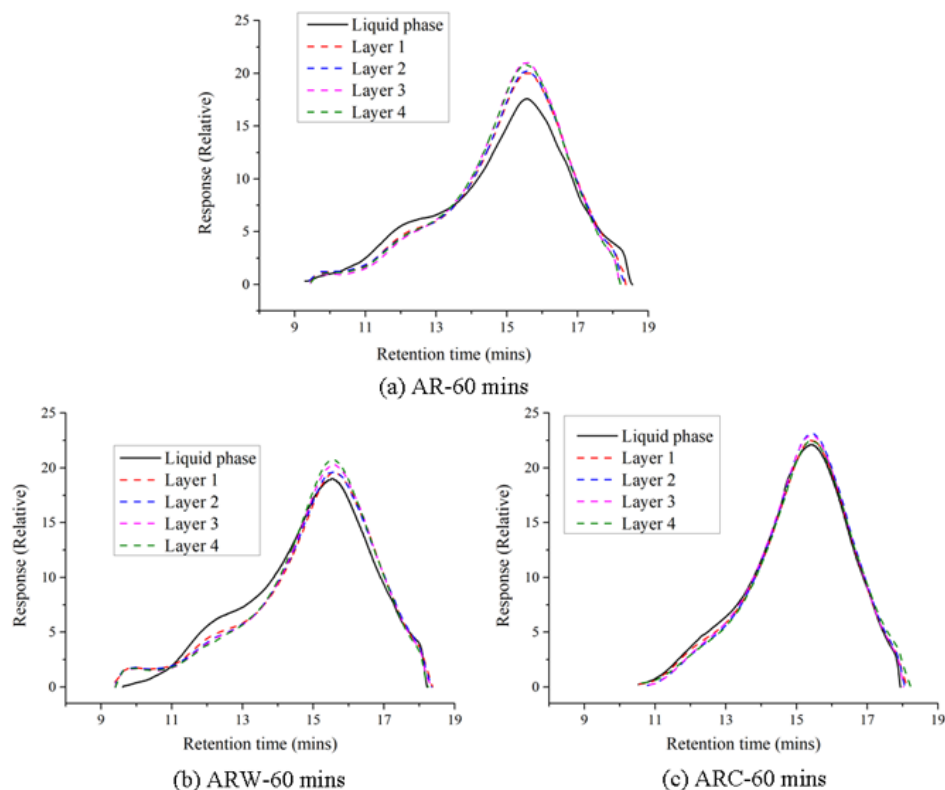 25
20
15
10
5
0
Response (Relative)
Liquid phase
Layer 1
Layer 2
Layer 3
Layer 4
9 11 13 15 17 19
Retention time (mins)
(a) AR-60 mins
25
20
15
10
5
0
Response (Relative)
Liquid phase
Layer 1
Layer 2
Layer 3
Layer 4
9 11 13 15 17 19
Retention time (mins)
(b) ARW-60 mins
25
20
15
10
5
0
Response (Relative)
Liquid phase
Layer 1
Layer 2
Layer 3
Layer 4
9 11 13 15 17 19
Retention time (mins)
(c) ARC-60 mins